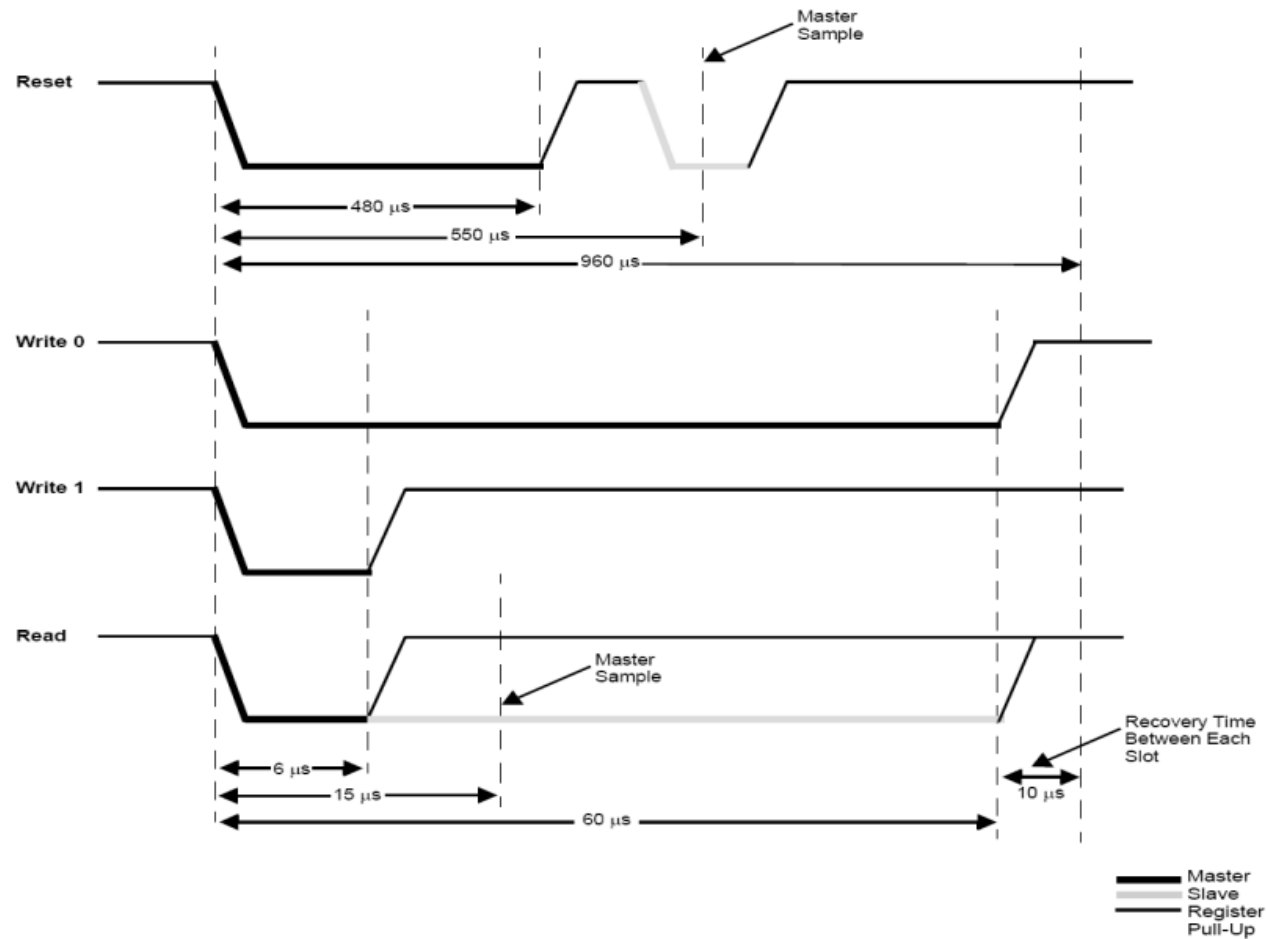 Master
Sample
Reset
480 μs
550 μs
960 μs
Write 0
Write 1
Read
Master
Sample
Recovery Time
Between Each
Slot
6 μs
15 μs
10 μs
60 μs
Master
Slave
Register
Pull-Up